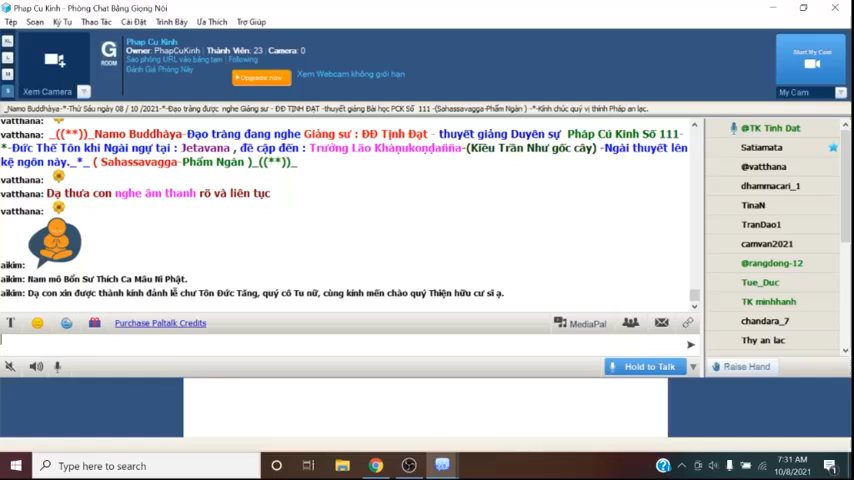 Phap Cu Kinh - Phòng Chat Bằng Giọng Nói
Tệp Soạn Ký Tự Thao Tác Cài Đặt Trình Bày Ưa Thích Trợ Giúp
XL
L
M
S
G
ROOM
Phap Cu Kinh
Owner: PhapCuKinh | Thành Viên: 23 | Camera: 0
Sao phỏng URL vào bảng tạm | Following
Đánh Giá Phòng Này
Upgrade now
Xem Webcam không giới hạn
Xem Camera
Start My Cam
My Cam
_Namo Buddhàya-*-Thứ Sáu ngày 08 / 10 /2021-*-Đạo tràng được nghe Giảng sư : ĐĐ TỊNH ĐẠT -thuyết giảng Bài học PCK Số 111 -(Sahassavagga-Phẩm Ngàn ) -*-Kính chúc quý vị thính Pháp an lạc.
vatthana:
vatthana: _((**))_Namo Buddhàya-Đạo tràng đang nghe Giảng sư : ĐĐ Tịnh Đạt - thuyết giảng Duyên sự Pháp Cú Kinh Số 111-
*-Đức Thế Tôn khi Ngài ngự tại : Jetavana , đề cập đến : Trưởng Lão Khàṇukoṇḍañña-(Kiều Trần Như gốc cây) -Ngài thuyết lên
kệ ngôn này._*_ ( Sahassavagga-Phẩm Ngàn )_((**))_
vatthana:
vatthana: Dạ thưa con nghe âm thanh rõ và liên tục
vatthana:
aikim:
aikim: Nam mô Bổn Sư Thích Ca Mâu Ni Phật.
aikim: Dạ con xin được thành kính đảnh lễ chư Tôn Đức Tăng, quý cô Tu nữ, cùng kính mến chào quý Thiện hữu cư sĩ ạ.
@TK Tinh Dat
Satiamata
@vatthana
dhammacari_1
TinaN
TranDao1
camvan2021
@rangdong-12
Tue_Duc
TK minhhanh
chandara_7
Thy an lac
T
Purchase Paltalk Credits
MediaPal
Hold to Talk
Raise Hand
Type here to search
7:31 AM
10/8/2021
1